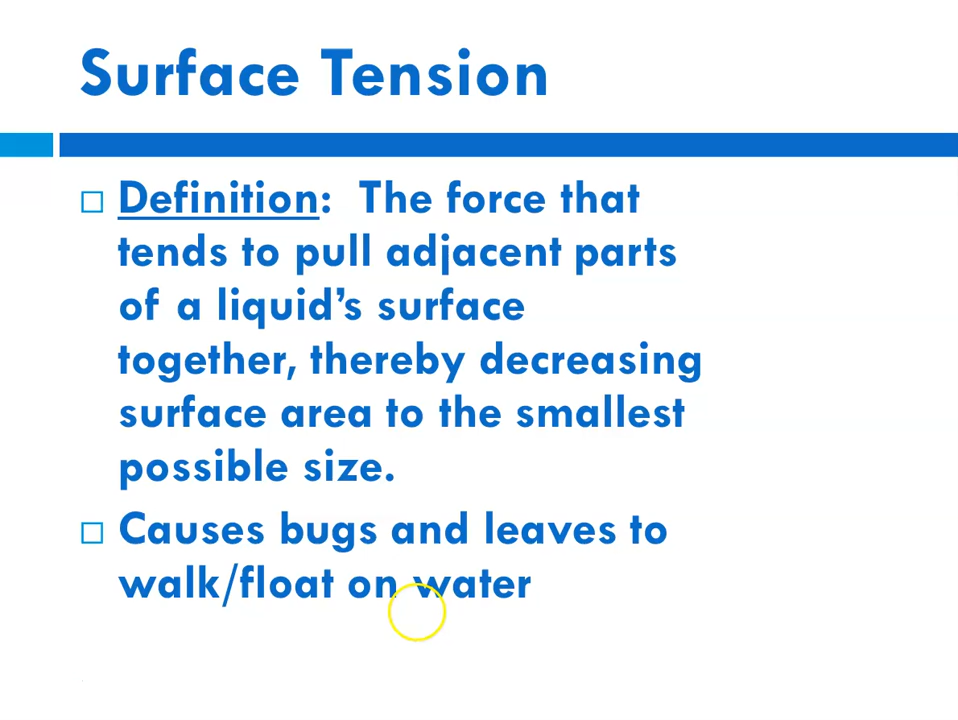 Surface Tension
Definition:  The force that
tends to pull adjacent parts
of a liquid’s surface
together, thereby decreasing
surface area to the smallest
possible size.
Causes bugs and leaves to
walk/float on water